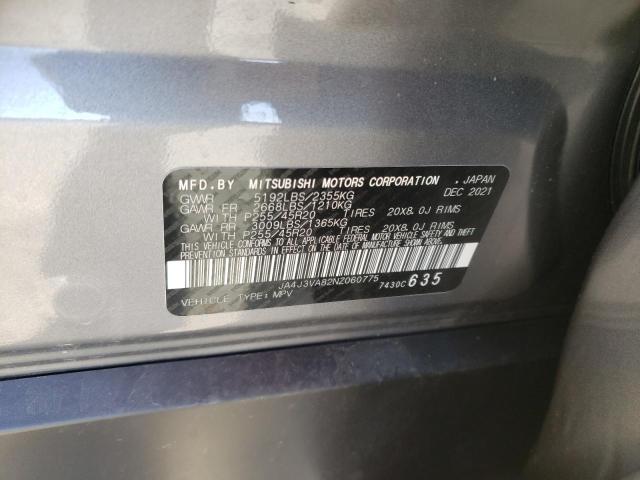 MFD.BY MITSUBISHI MOTORS CORPORATION . JAPAN
GVWR 5192LBS/2355KG DEC 2021
GAWR FR 2668LBS/1210KG
WITH P255/45R20 TIRES 20X8.0J RIMS
GAWR RR 3009LBS/1365KG
WITH P255/45R20 TIRES 20X8.0J RIMS
THIS VEHICLE CONFORMS TO ALL APPLICABLE FEDERAL MOTOR VEHICLE SAFETY AND THEFT
PREVENTION STANDARDS IN EFFECT ON THE DATE OF MANUFACTURE SHOWN ABOVE.
JA4J3VA82NZ060775 7430C 635
VEHICLE TYPE: MPV